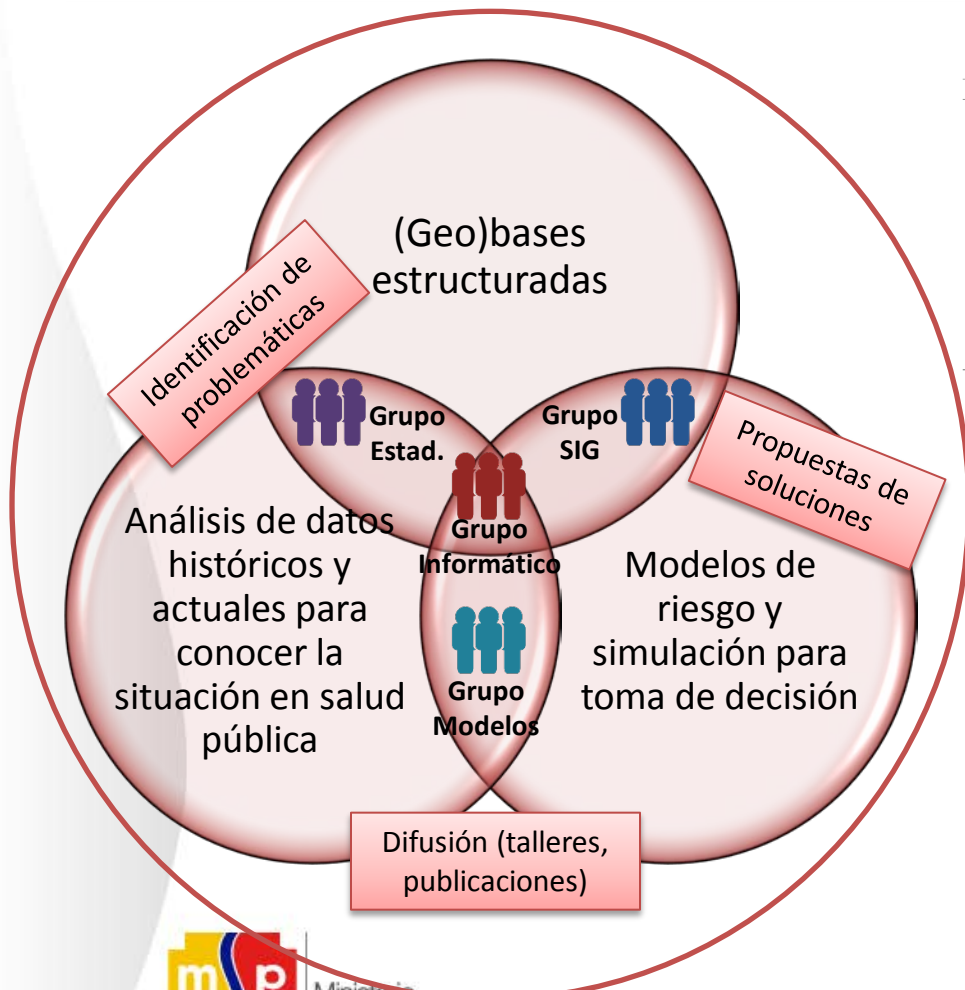 (Geo)bases
estructuradas
Identificación de
problemáticas
Grupo
Estad.
Grupo
SIG
Propuestas de
soluciones
Grupo
Informático
Análisis de datos
históricos y
actuales para
conocer la
situación en salud
pública
Modelos de
riesgo y
simulación para
toma de decisión
Grupo
Modelos
Difusión (talleres,
publicaciones)
m p
Ministerio